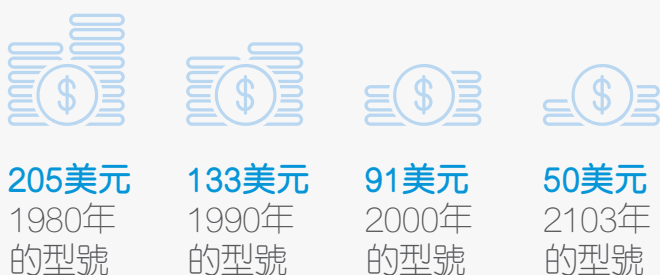 $ $ $ $
205美元 133美元 91美元 50美元
1980年 1990年 2000年 2103年
的型號 的型號 的型號 的型號